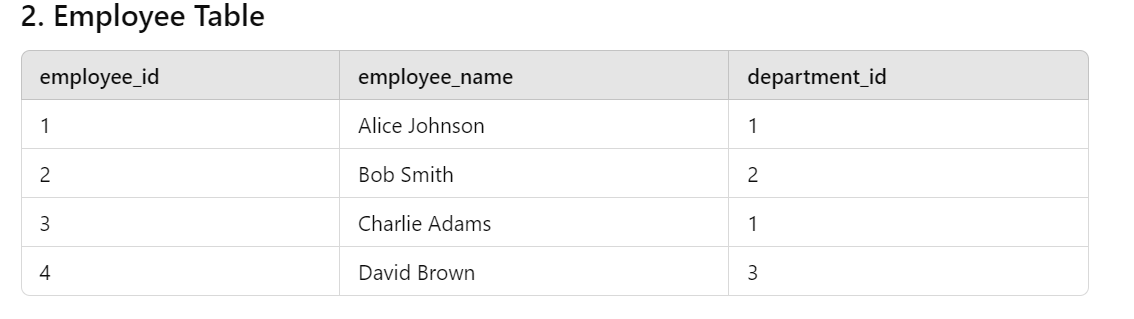 2. Employee Table
employee_id employee_name department_id
1 Alice Johnson 1
2 Bob Smith 2
3 Charlie Adams 1
4 David Brown 3